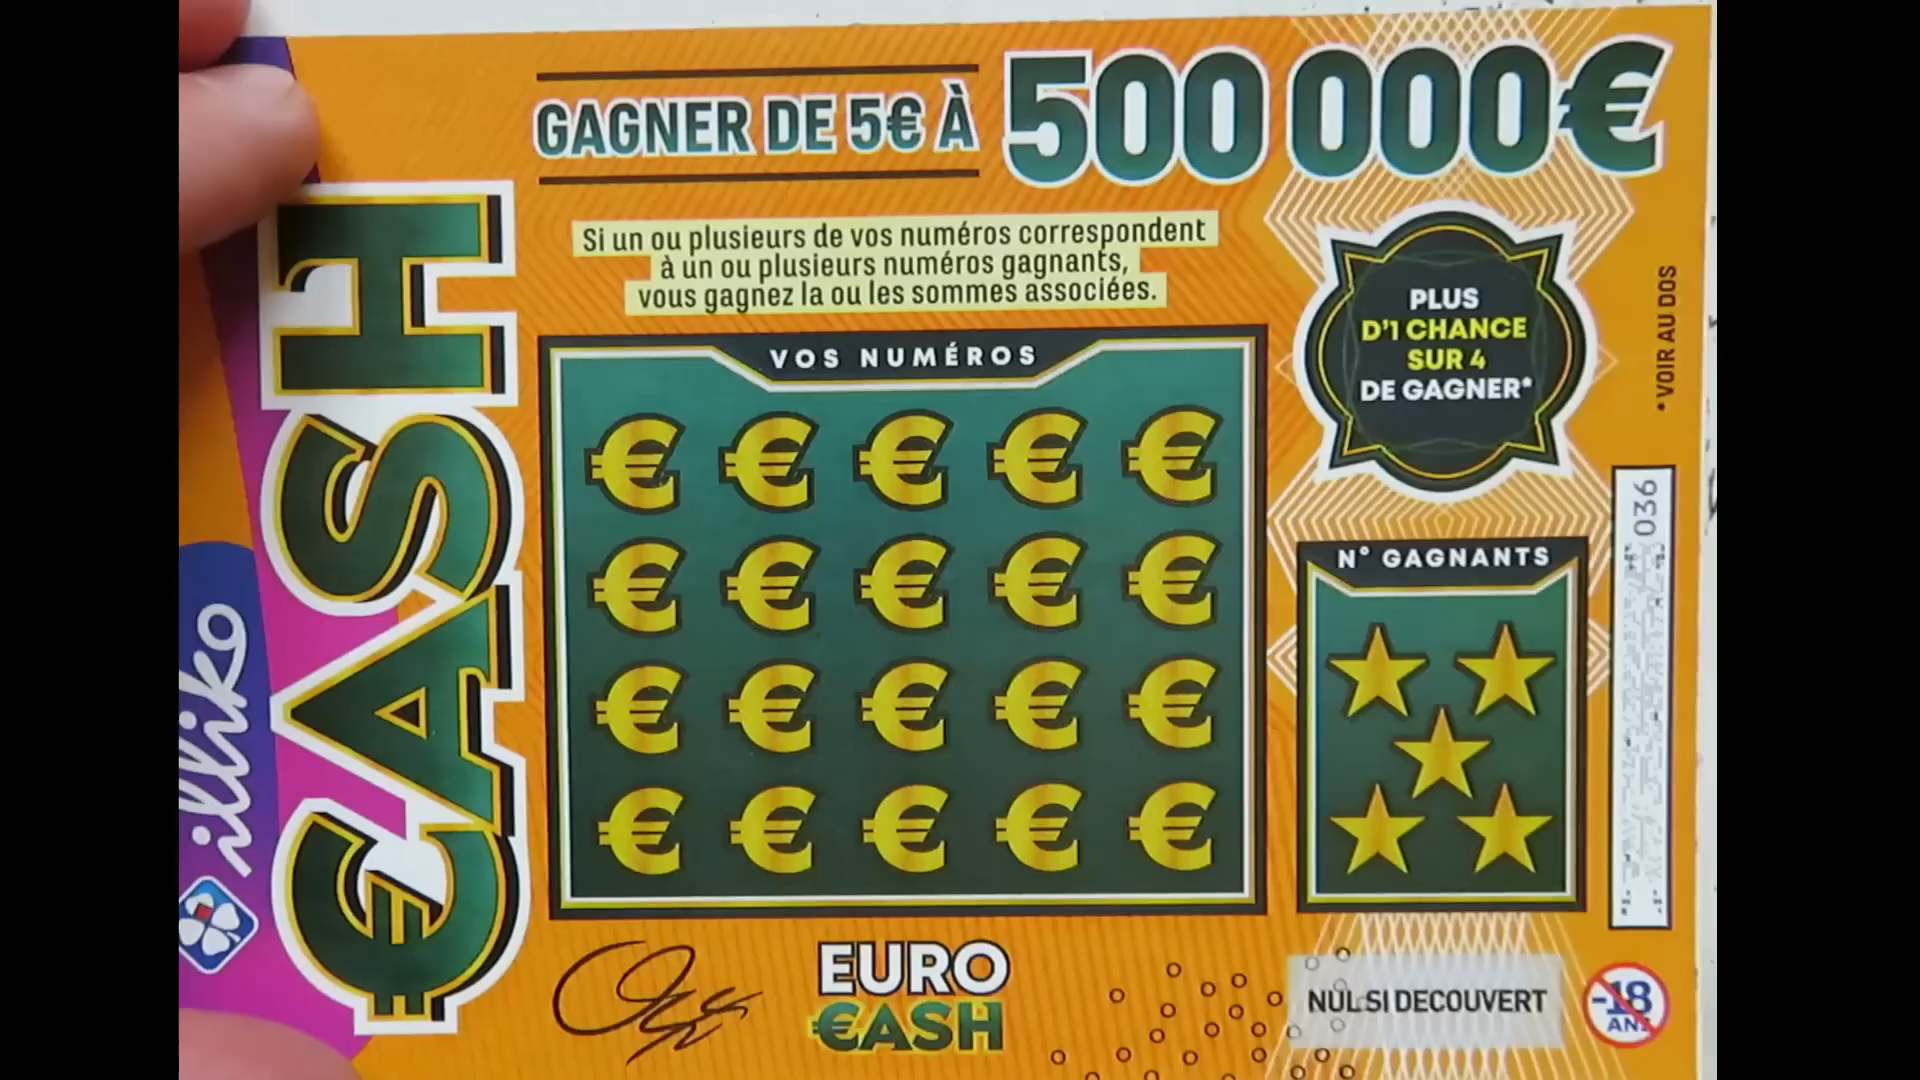 GAGNER DE 5€ À 500 000€
Si un ou plusieurs de vos numéros correspondent
à un ou plusieurs numéros gagnants,
vous gagnez la ou les sommes associées.
PLUS
D'1 CHANCE
SUR 4
DE GAGNER*
* VOIR AU DOS
VOS NUMÉROS
N° GAGNANTS
036
€ASH
illiko
EURO
€ASH
NUL SI DECOUVERT
-18
ANS